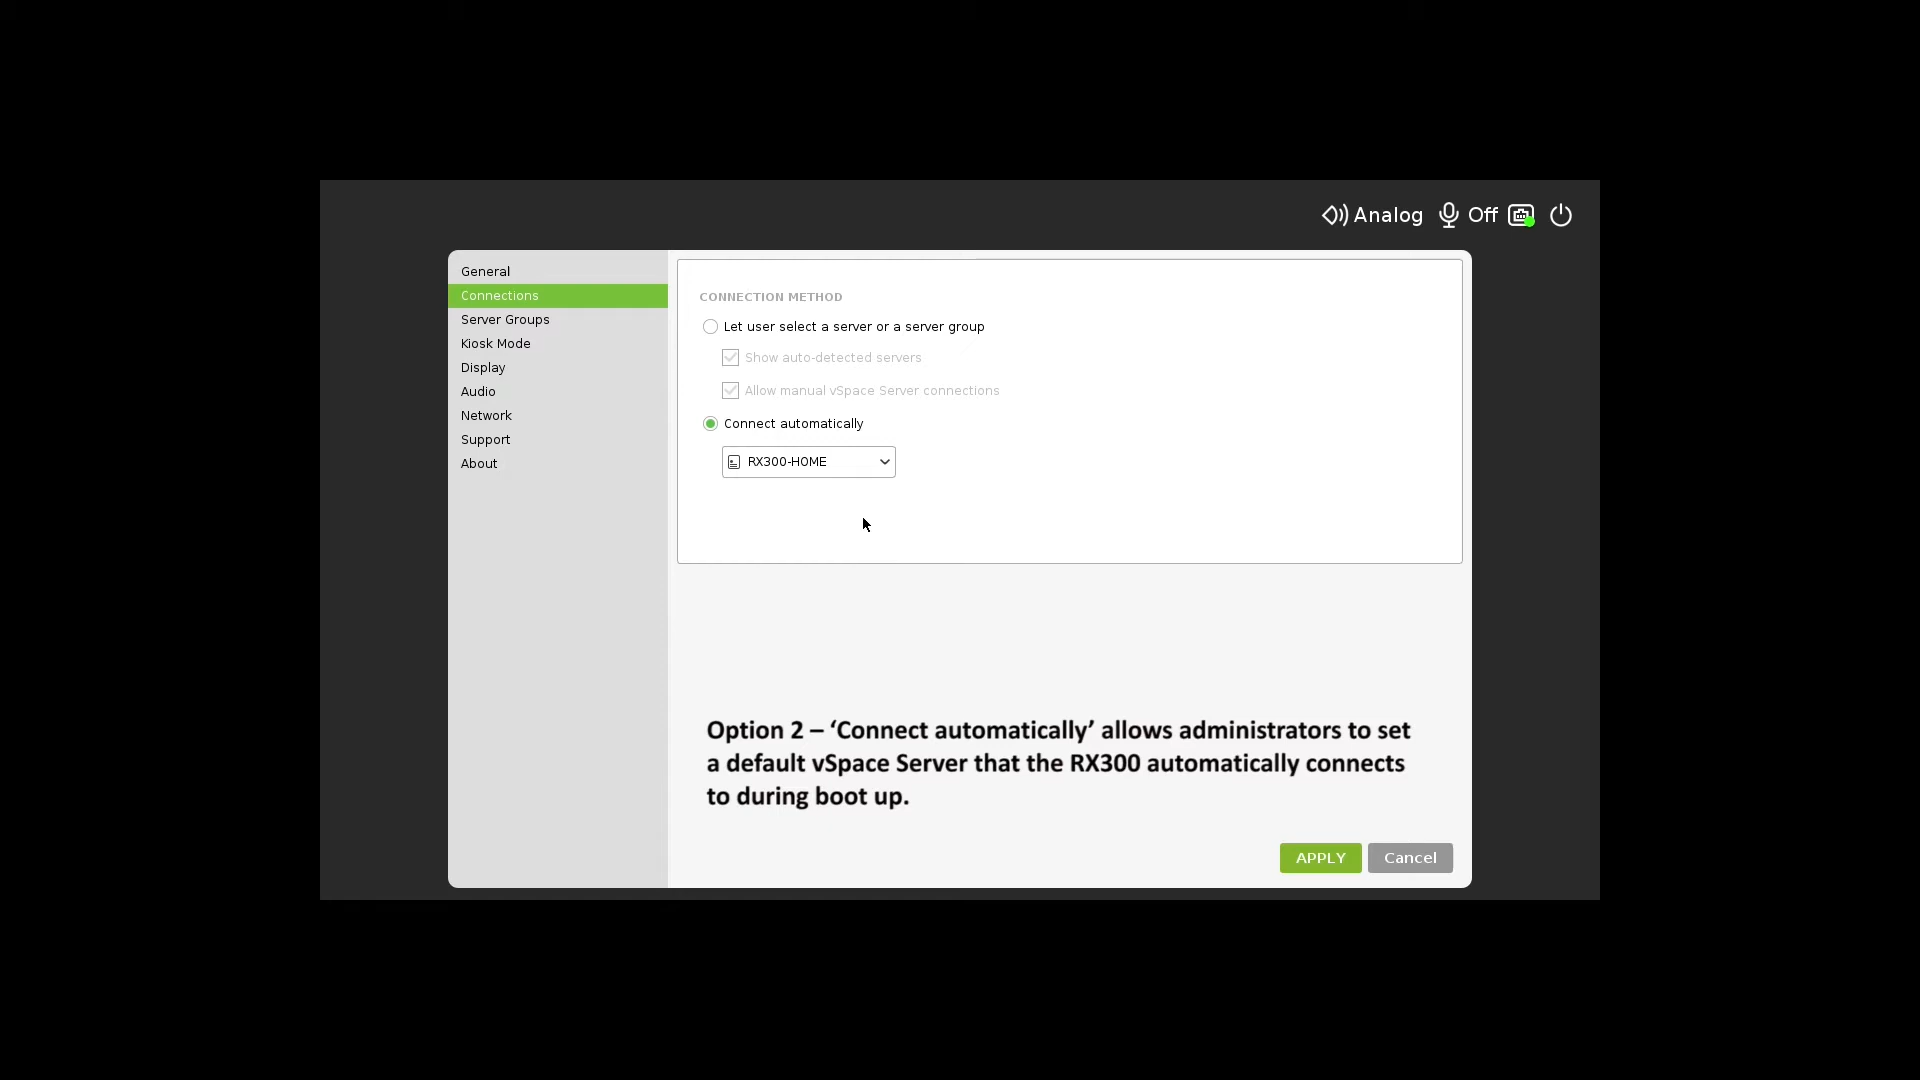 Analog Off
General
Connections
Server Groups
Kiosk Mode
Display
Audio
Network
Support
About
CONNECTION METHOD
Let user select a server or a server group
Show auto-detected servers
Allow manual vSpace Server connections
Connect automatically
RX300-HOME
Option 2 – ‘Connect automatically’ allows administrators to set
a default vSpace Server that the RX300 automatically connects
to during boot up.
APPLY Cancel